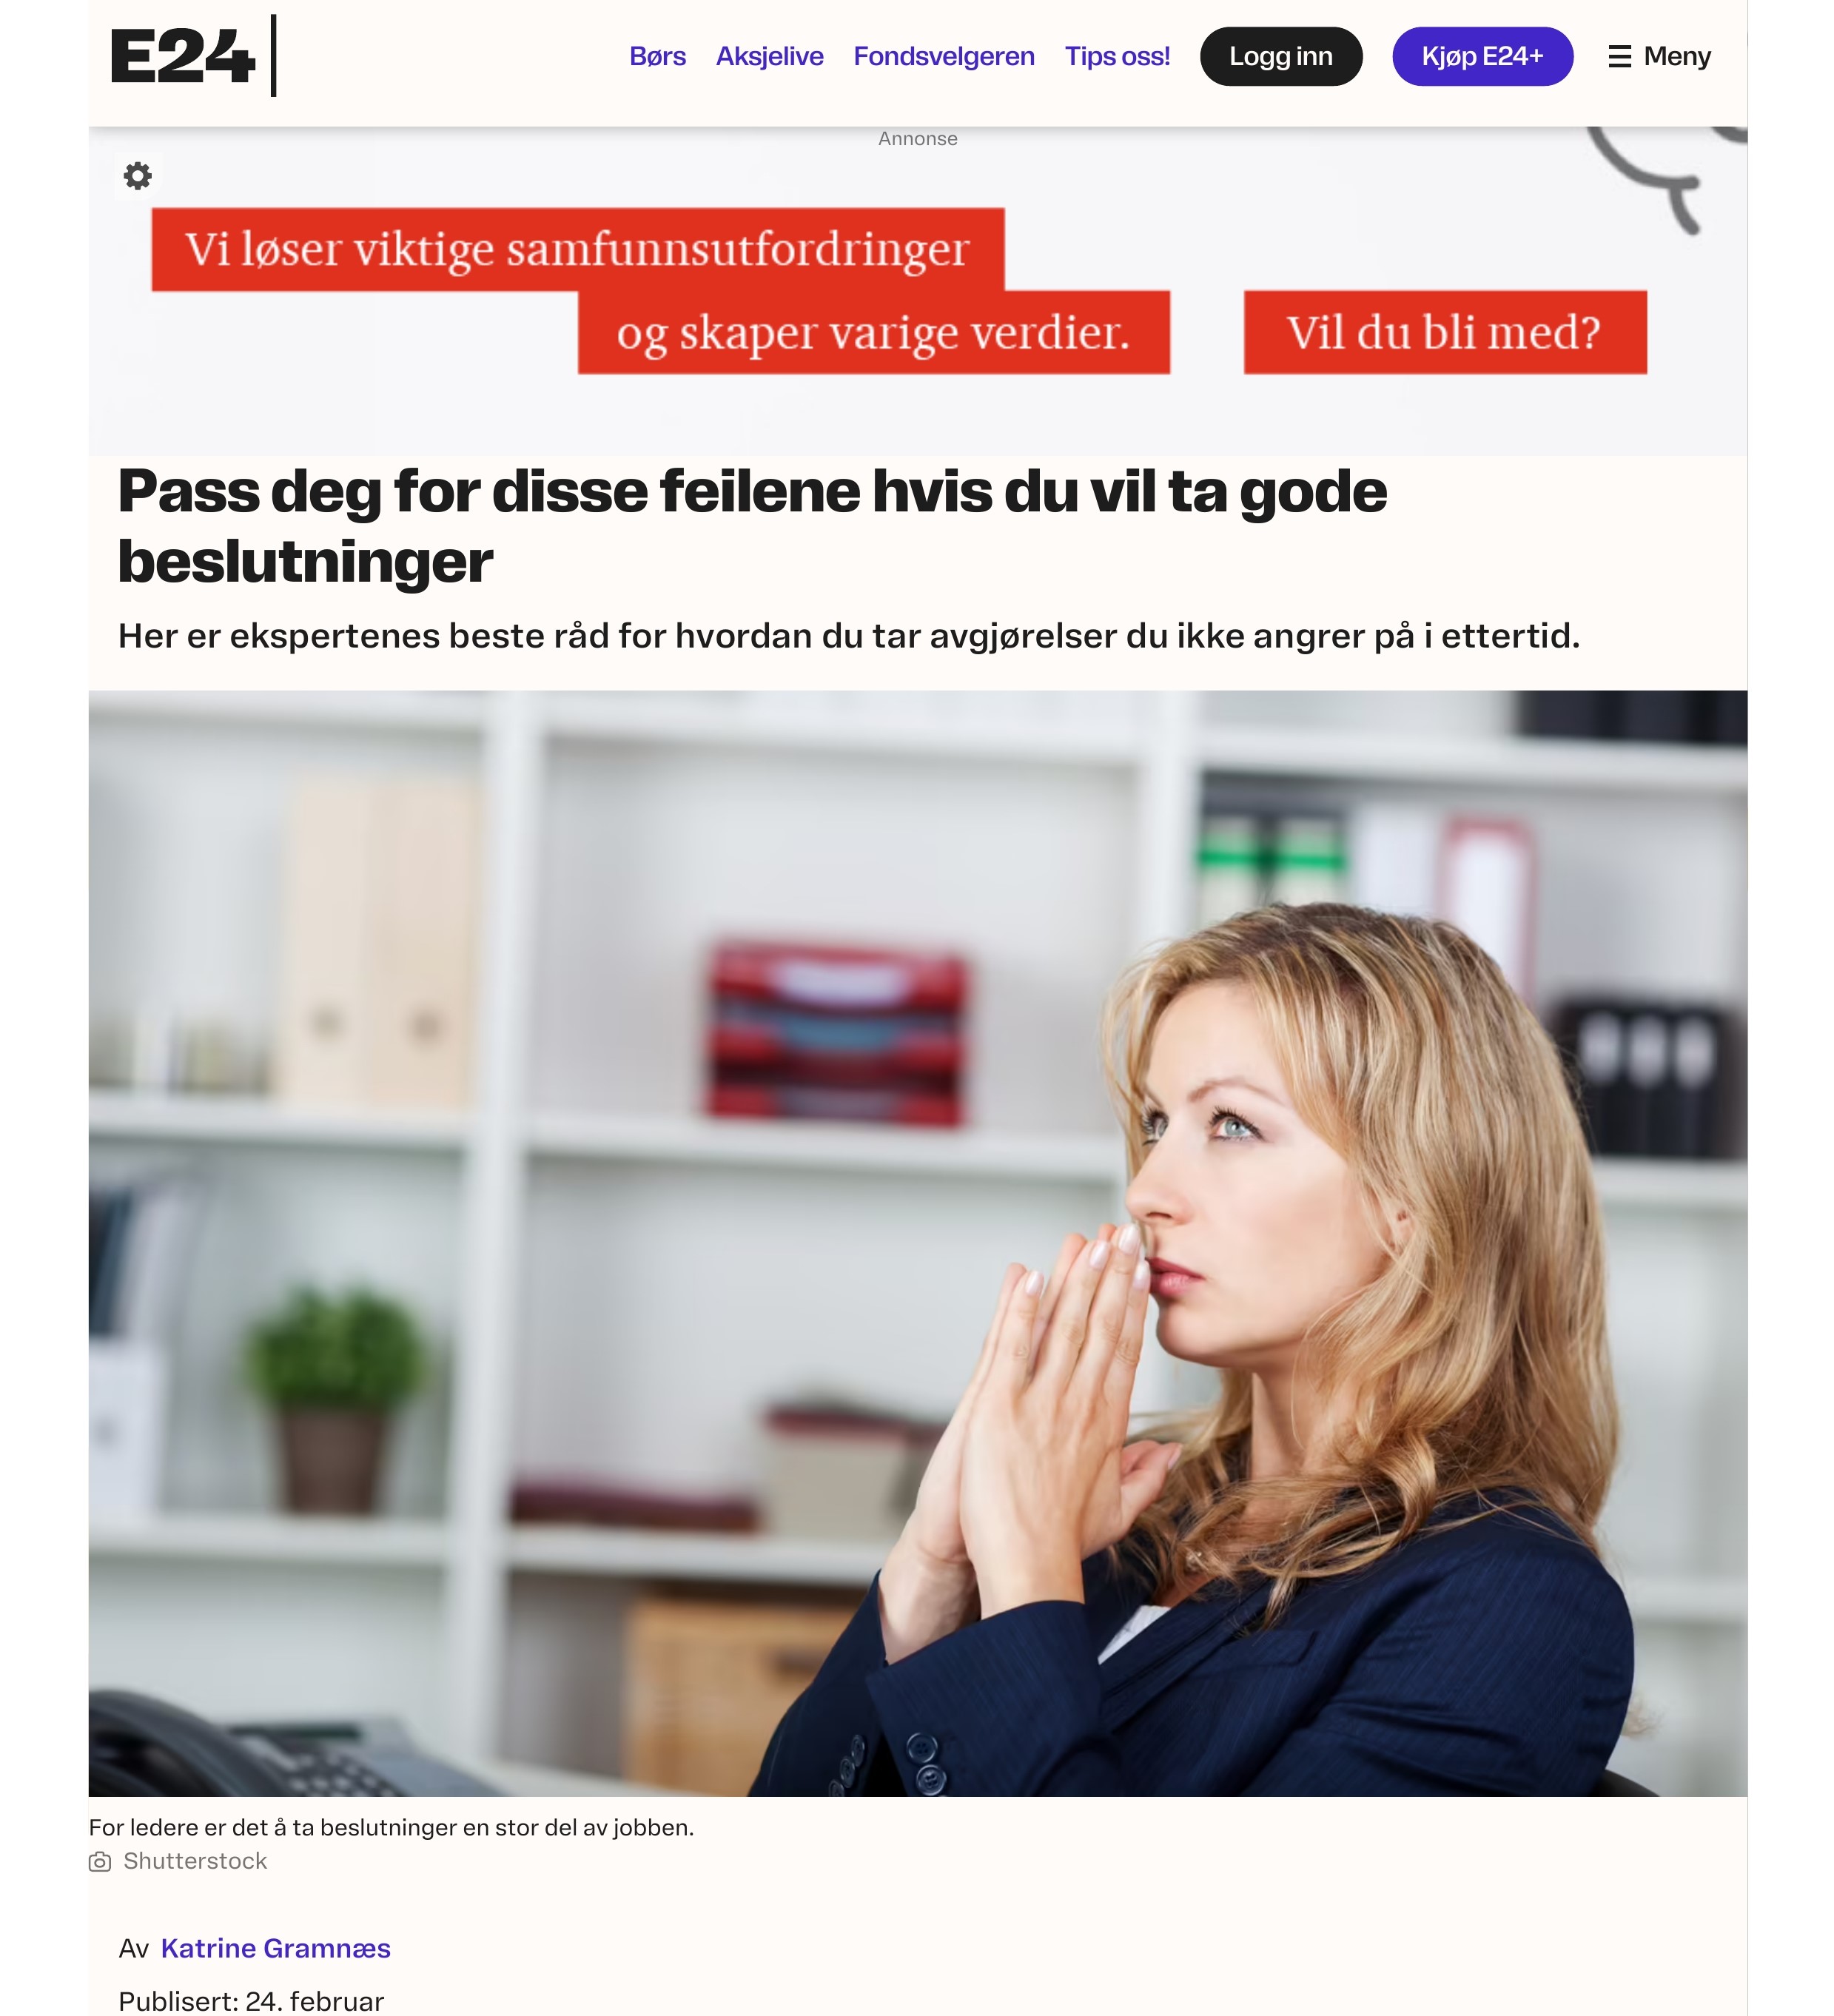 E24
Børs Aksjelive Fondsvelgeren Tips oss! Logg inn Kjøp E24+ Meny
Annonse
Vi løser viktige samfunnsutfordringer
og skaper varige verdier. Vil du bli med?
Pass deg for disse feilene hvis du vil ta gode
beslutninger
Her er ekspertenes beste råd for hvordan du tar avgjørelser du ikke angrer på i ettertid.
For ledere er det å ta beslutninger en stor del av jobben.
Shutterstock
Av Katrine Gramnæs
Publisert: 24. februar